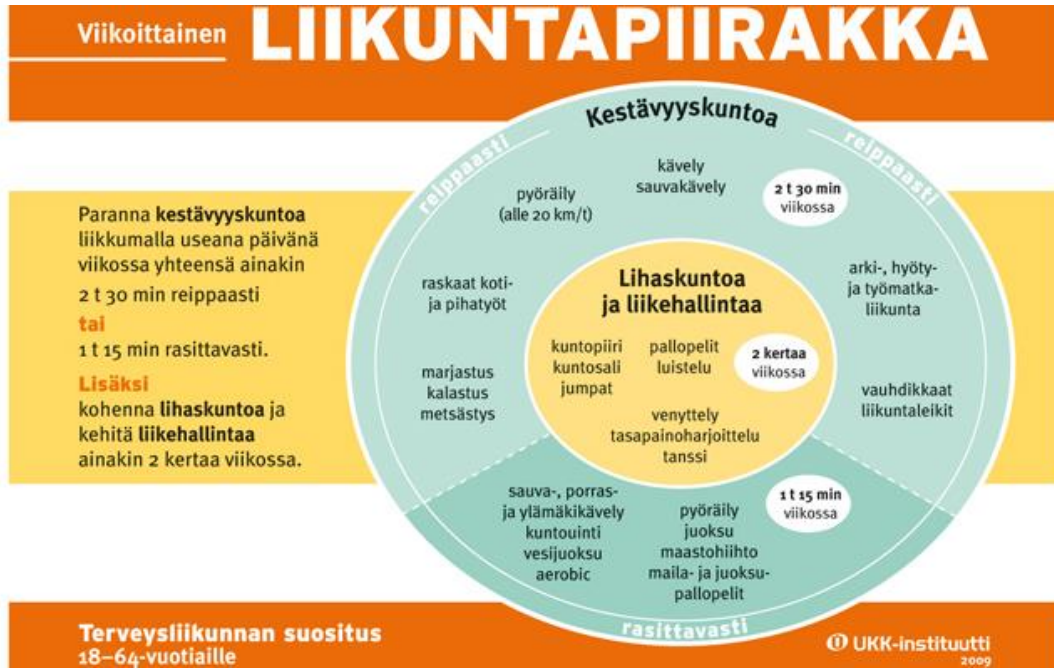 Viikoittainen LIIKUNTAPIIRAKKA
Paranna kestävyyskuntoa
liikkumalla useana päivänä
viikossa yhteensä ainakin
2 t 30 min reippaasti
tai
1 t 15 min rasittavasti.
Lisäksi
kohenna lihaskuntoa ja
kehitä liikehallintaa
ainakin 2 kertaa viikossa.
Kestävyyskuntoa
reippaasti
reippaasti
kävely
sauvakävely
2 t 30 min
viikossa
pyöräily
(alle 20 km/t)
raskaat koti-
ja pihatyöt
arki-, hyöty-
ja työmatka-
liikunta
marjastus
kalastus
metsästys
vauhdikkaat
liikuntaleikit
Lihaskuntoa
ja liikehallintaa
kuntopiiri
kuntosali
jumpat
pallopelit
luistelu
2 kertaa
viikossa
venyttely
tasapainoharjoittelu
tanssi
sauva-, porras-
ja ylämäkikävely
kuntouinti
vesijuoksu
aerobic
pyöräily
juoksu
maastohiihto
maila- ja juoksu-
pallopelit
1 t 15 min
viikossa
rasittavasti
Terveysliikunnan suositus
18–64-vuotiaille
UKK-instituutti
2009